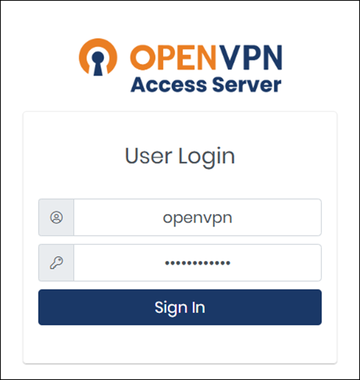 OPENVPN
Access Server
User Login
openvpn
••••••••••••
Sign In